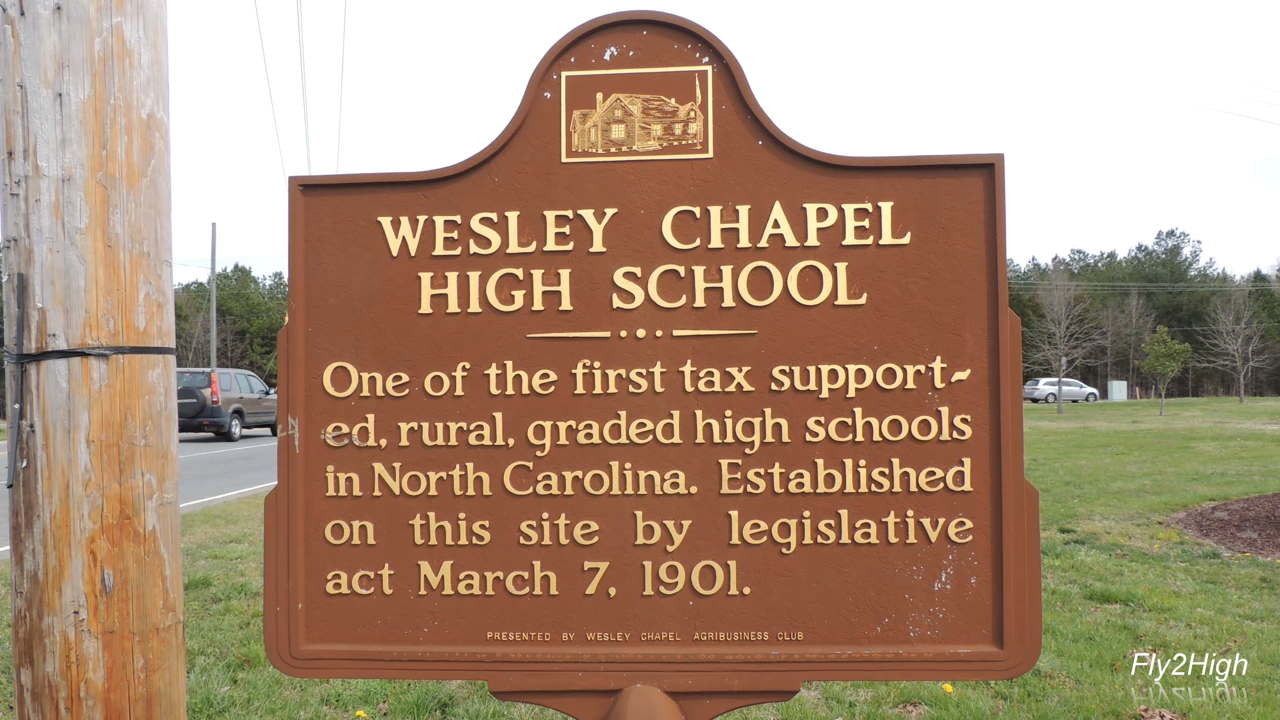 WESLEY CHAPEL
HIGH SCHOOL
One of the first tax support-
ed, rural, graded high schools
in North Carolina. Established
on this site by legislative
act March 7, 1901.
PRESENTED BY WESLEY CHAPEL AGRIBUSINESS CLUB
Fly2High